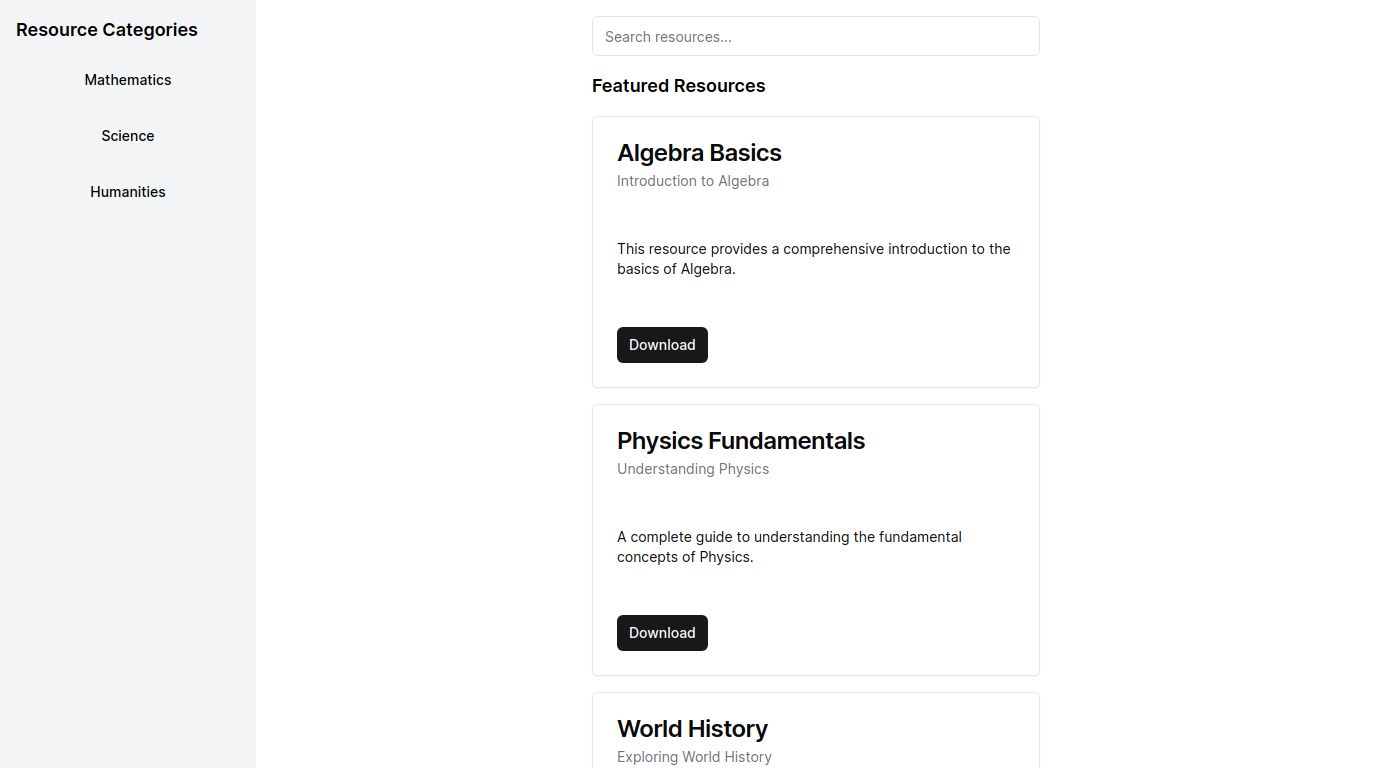 Resource Categories
Mathematics
Science
Humanities
Search resources...
Featured Resources
Algebra Basics
Introduction to Algebra
This resource provides a comprehensive introduction to the
basics of Algebra.
Download
Physics Fundamentals
Understanding Physics
A complete guide to understanding the fundamental
concepts of Physics.
Download
World History
Exploring World History